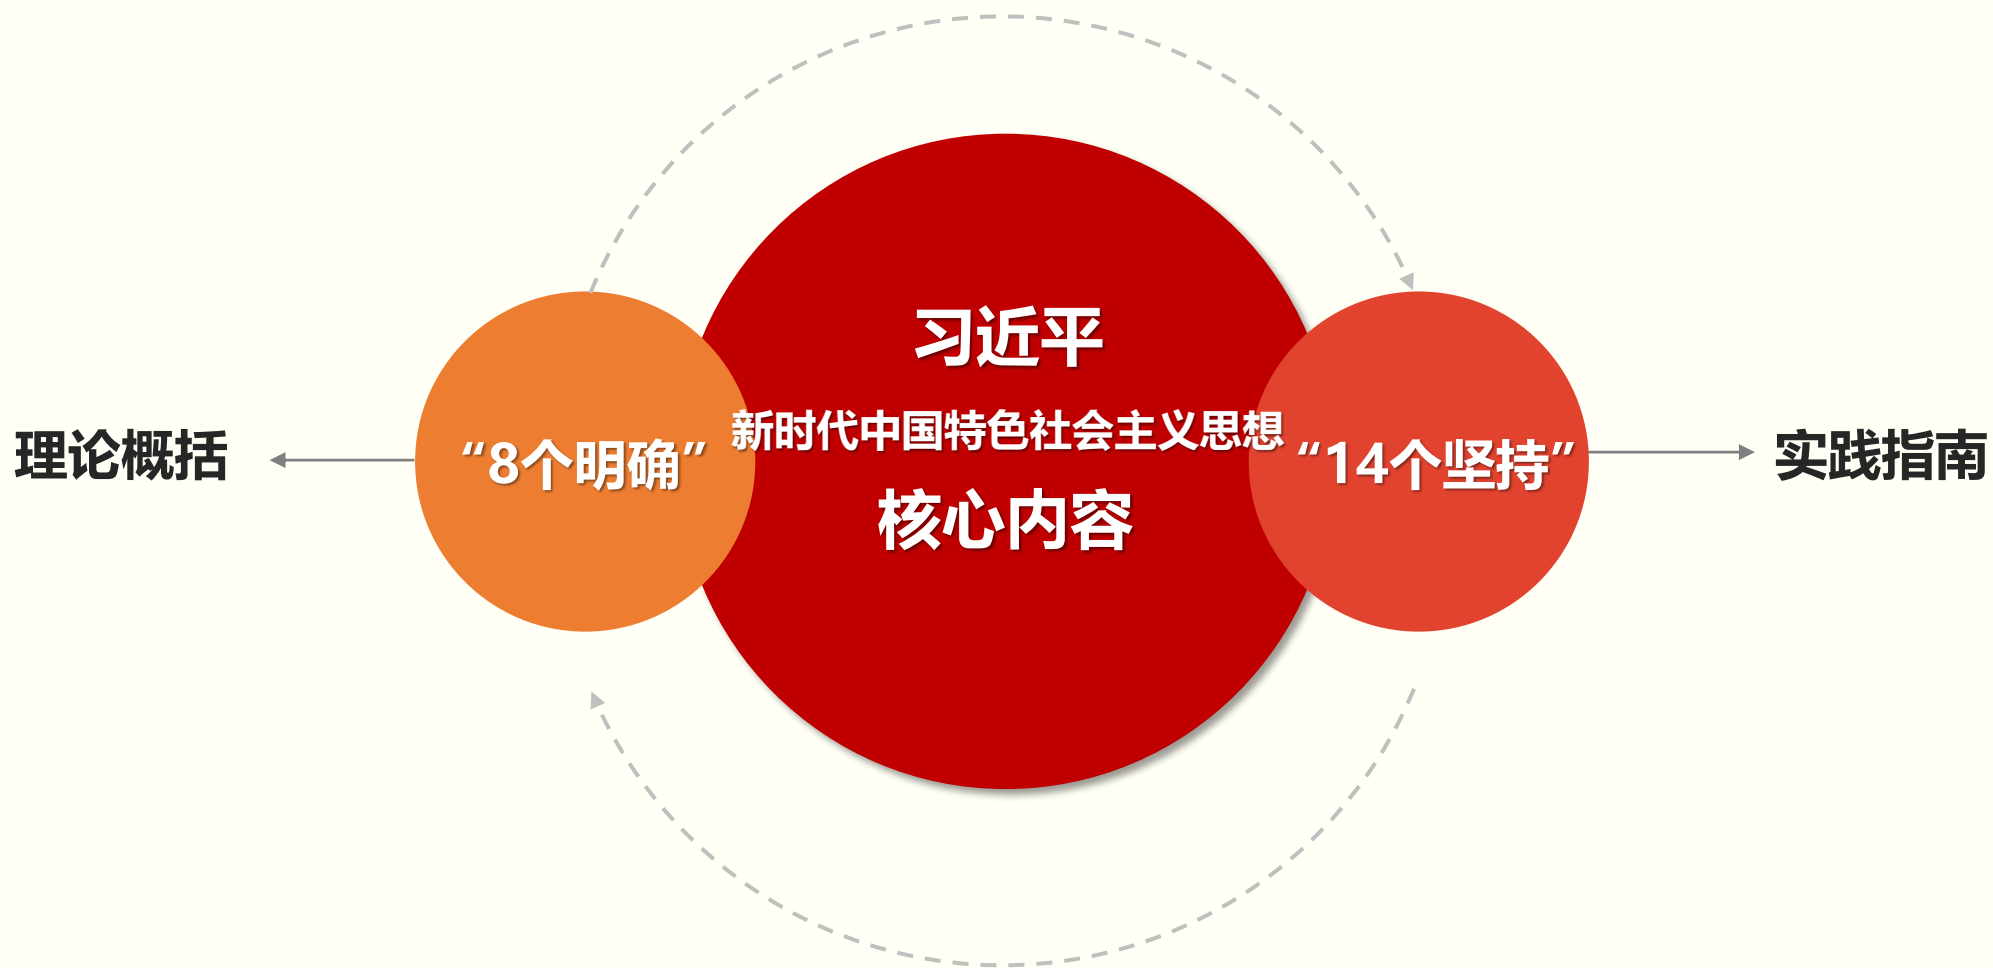 习近平
新时代中国特色社会主义思想
核心内容
理论概括
“8个明确”
“14个坚持”
实践指南